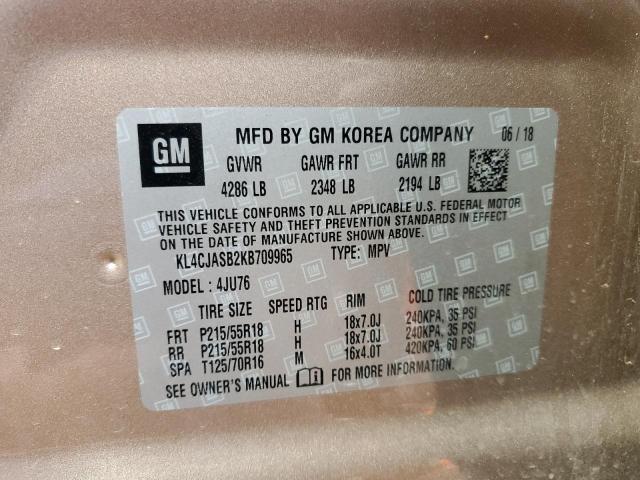 GM MFD BY GM KOREA COMPANY 06/18
GVWR GAWR FRT GAWR RR
4286 LB 2348 LB 2194 LB
THIS VEHICLE CONFORMS TO ALL APPLICABLE U.S. FEDERAL MOTOR
VEHICLE SAFETY AND THEFT PREVENTION STANDARDS IN EFFECT
ON THE DATE OF MANUFACTURE SHOWN ABOVE.
KL4CJASB2KB709965 TYPE: MPV
MODEL: 4JU76
TIRE SIZE SPEED RTG RIM COLD TIRE PRESSURE
FRT P215/55R18 H 18x7.0J 240KPA, 35 PSI
RR P215/55R18 H 18x7.0J 240KPA, 35 PSI
SPA T125/70R16 M 16x4.0T 420KPA, 60 PSI
SEE OWNER'S MANUAL FOR MORE INFORMATION.